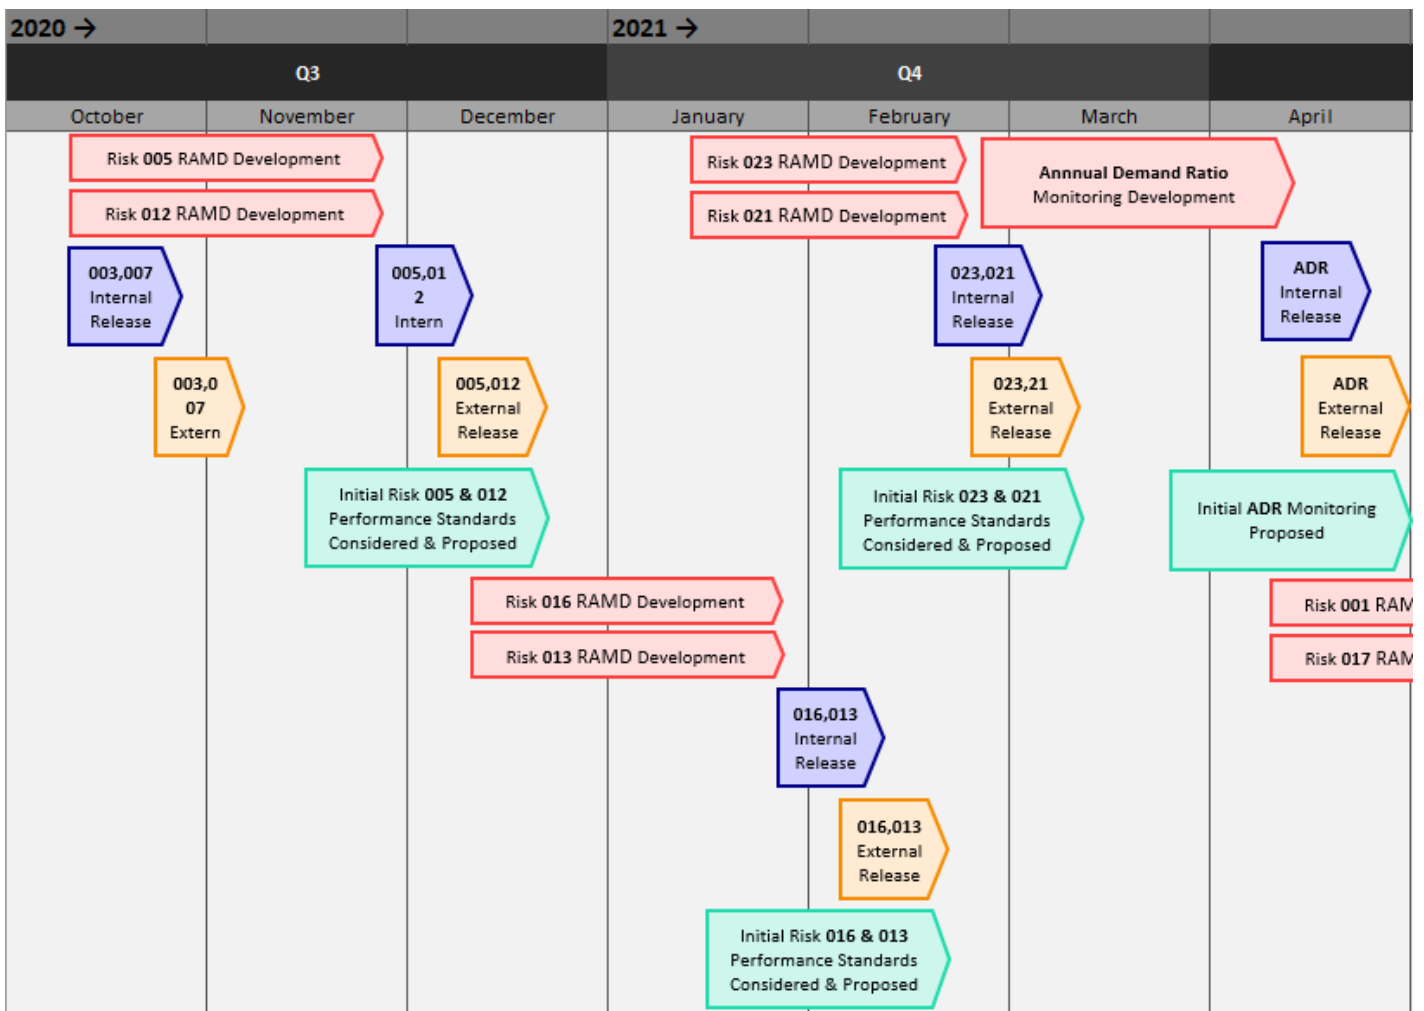 2020 →
2021 →
Q3
Q4
October
November
December
January
February
March
April
Risk 005 RAMD Development
Risk 023 RAMD Development
Annnual Demand Ratio
Monitoring Development
Risk 012 RAMD Development
Risk 021 RAMD Development
003,007
Internal
Release
005,01
2
Intern
023,021
Internal
Release
ADR
Internal
Release
003,0
07
Extern
005,012
External
Release
023,21
External
Release
ADR
External
Release
Initial Risk 005 & 012
Performance Standards
Considered & Proposed
Initial Risk 023 & 021
Performance Standards
Considered & Proposed
Initial ADR Monitoring
Proposed
Risk 016 RAMD Development
Risk 001 RAM
Risk 013 RAMD Development
Risk 017 RAM
016,013
Internal
Release
016,013
External
Release
Initial Risk 016 & 013
Performance Standards
Considered & Proposed